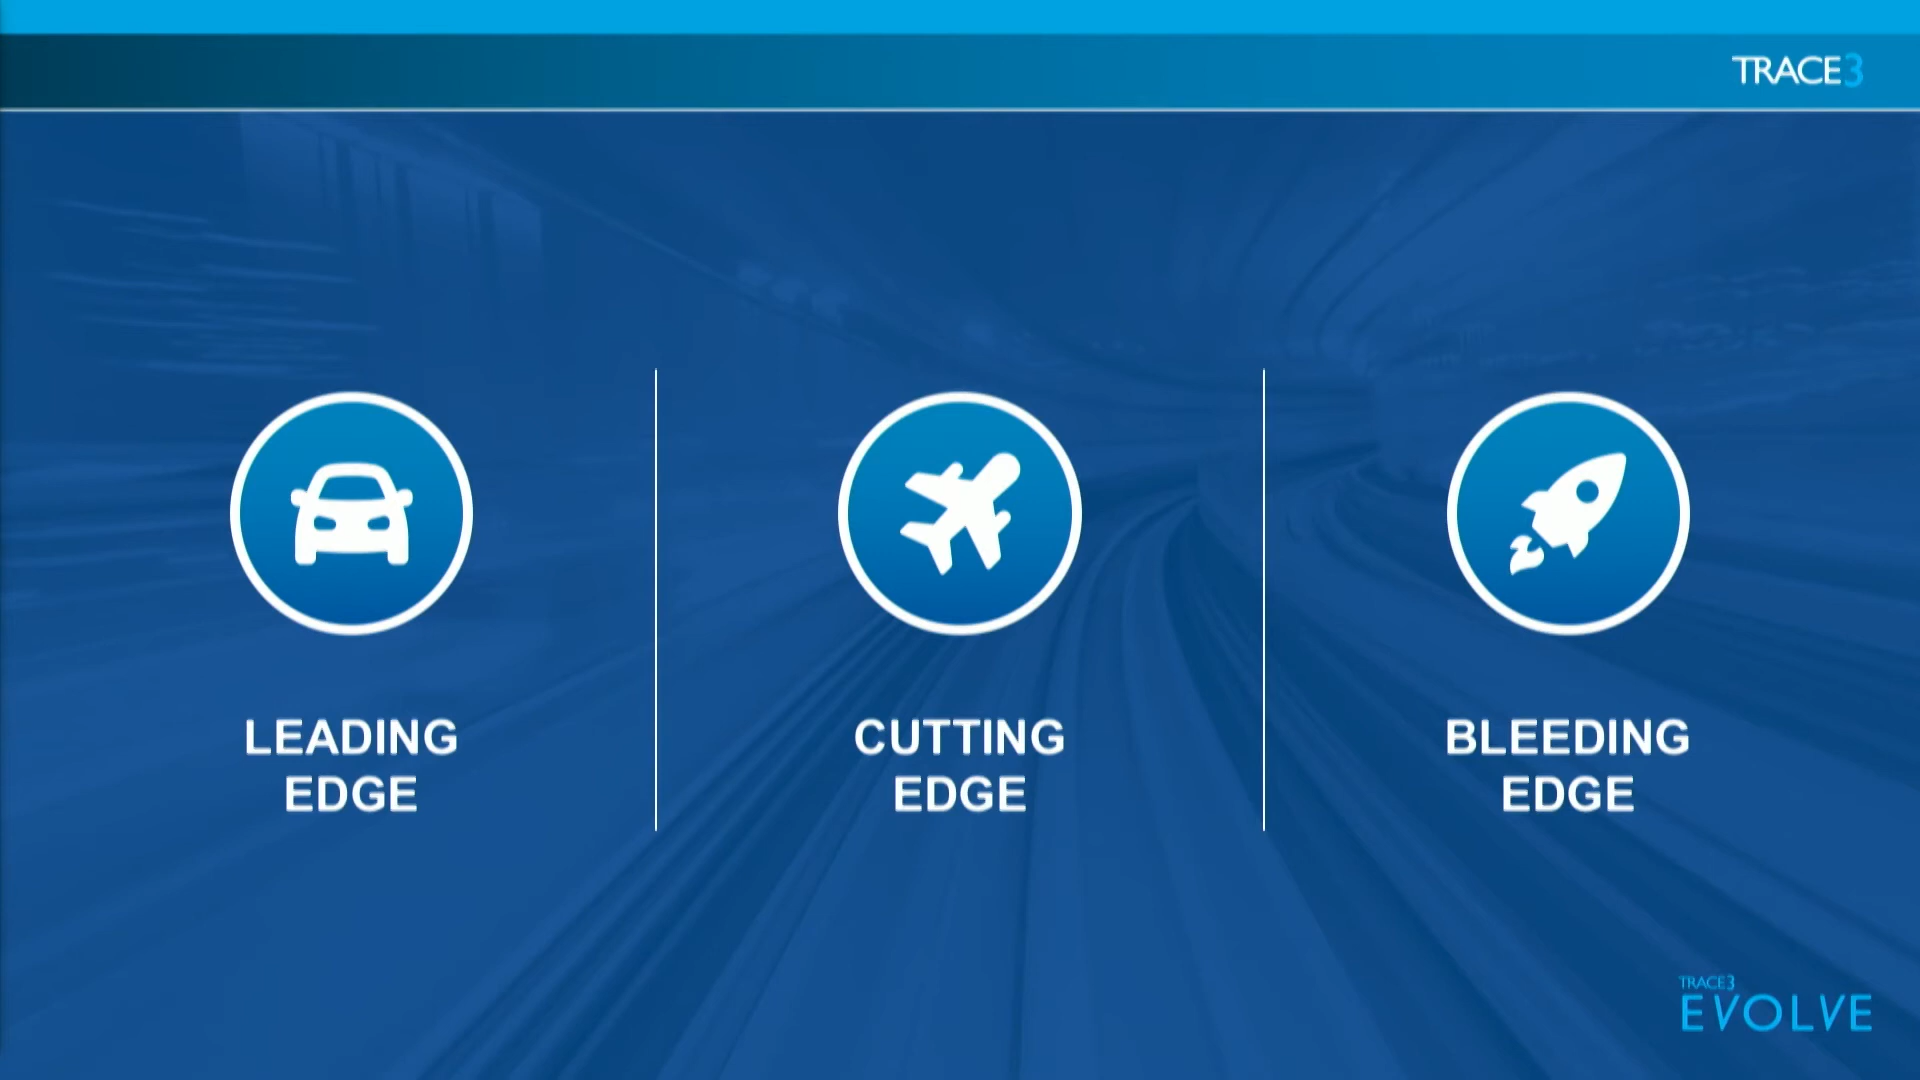 TRACE3
LEADING
EDGE
CUTTING
EDGE
BLEEDING
EDGE
TRACE3
EVOLVE